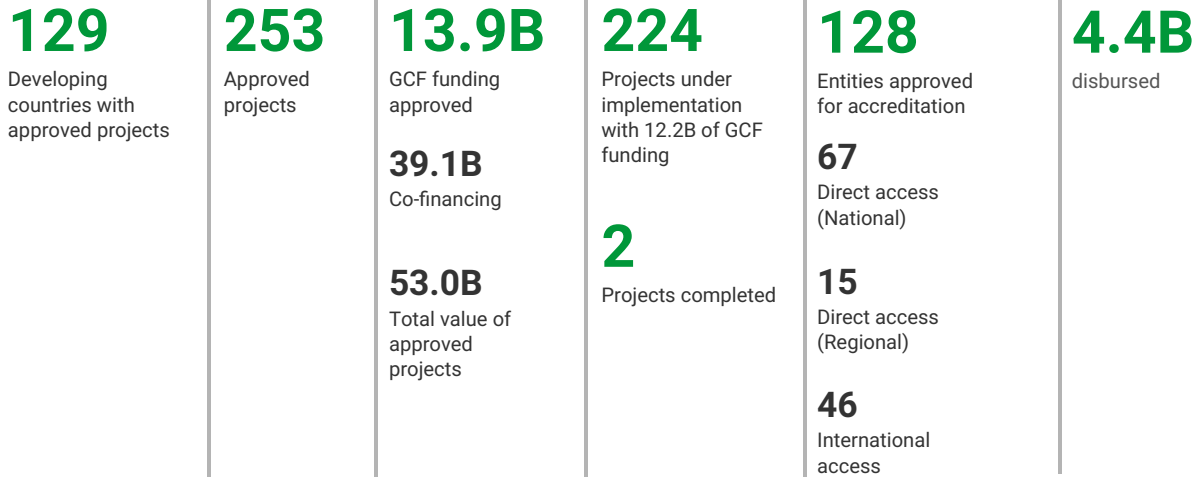 129
Developing
countries with
approved projects
253
Approved
projects
13.9B
GCF funding
approved
39.1B
Co-financing
53.0B
Total value of
approved
projects
224
Projects under
implementation
with 12.2B of GCF
funding
2
Projects completed
128
Entities approved
for accreditation
67
Direct access
(National)
15
Direct access
(Regional)
46
International
access
4.4B
disbursed